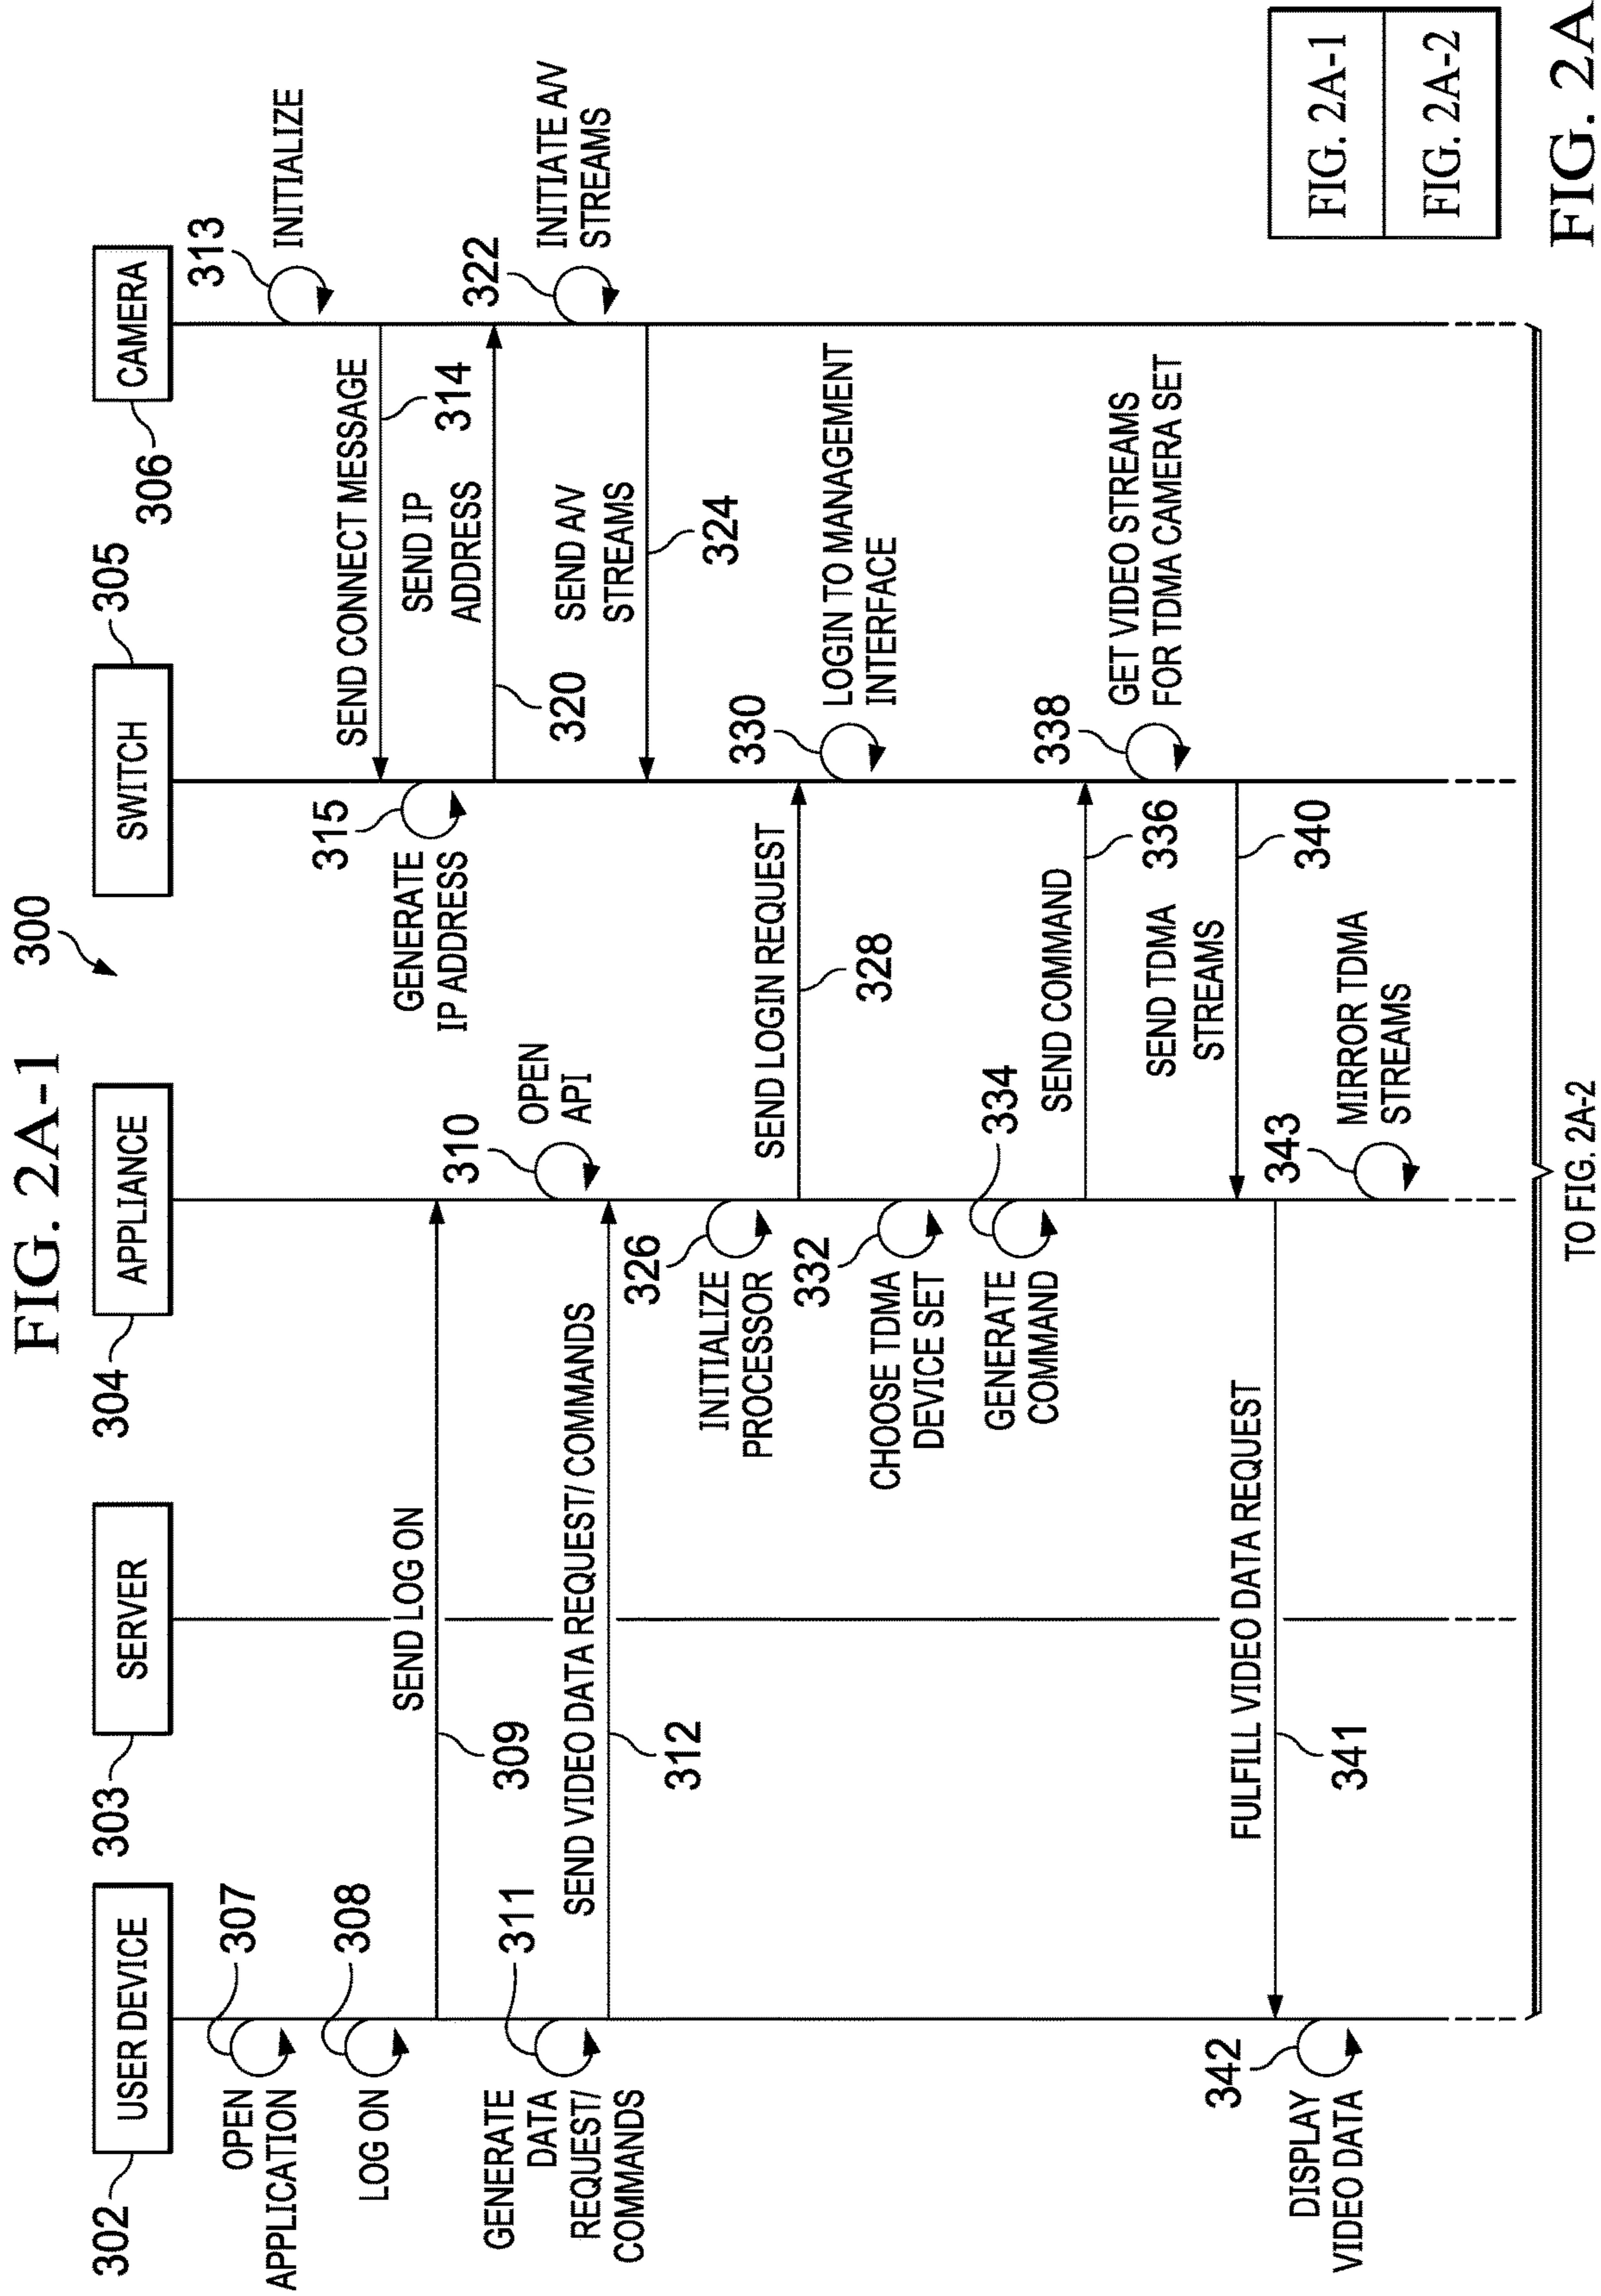 FIG. 2A-1
300
302
USER DEVICE
303
SERVER
304
APPLIANCE
305
SWITCH
306
CAMERA
307
OPEN
APPLICATION
313
INITIALIZE
308
LOG ON
SEND CONNECT MESSAGE
314
SEND LOG ON
309
315
GENERATE
IP ADDRESS
SEND IP
ADDRESS
320
311
GENERATE
DATA
REQUEST/
COMMANDS
310
OPEN
API
322
INITIATE A/V
STREAMS
SEND VIDEO DATA REQUEST/ COMMANDS
312
SEND A/V
STREAMS
324
326
INITIALIZE
PROCESSOR
SEND LOGIN REQUEST
328
330
LOGIN TO MANAGEMENT
INTERFACE
332
CHOOSE TDMA
DEVICE SET
334
GENERATE
COMMAND
SEND COMMAND
336
338
GET VIDEO STREAMS
FOR TDMA CAMERA SET
SEND TDMA
STREAMS
340
FULFILL VIDEO DATA REQUEST
341
342
DISPLAY
VIDEO DATA
343
MIRROR TDMA
STREAMS
TO FIG. 2A-2
FIG. 2A-1
FIG. 2A-2
FIG. 2A